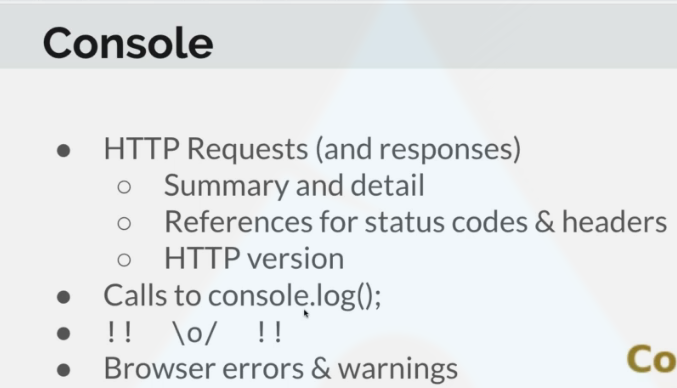 Console
● HTTP Requests (and responses)
○ Summary and detail
○ References for status codes & headers
○ HTTP version
● Calls to console.log();
● !! \o/ !!
● Browser errors & warnings
Co